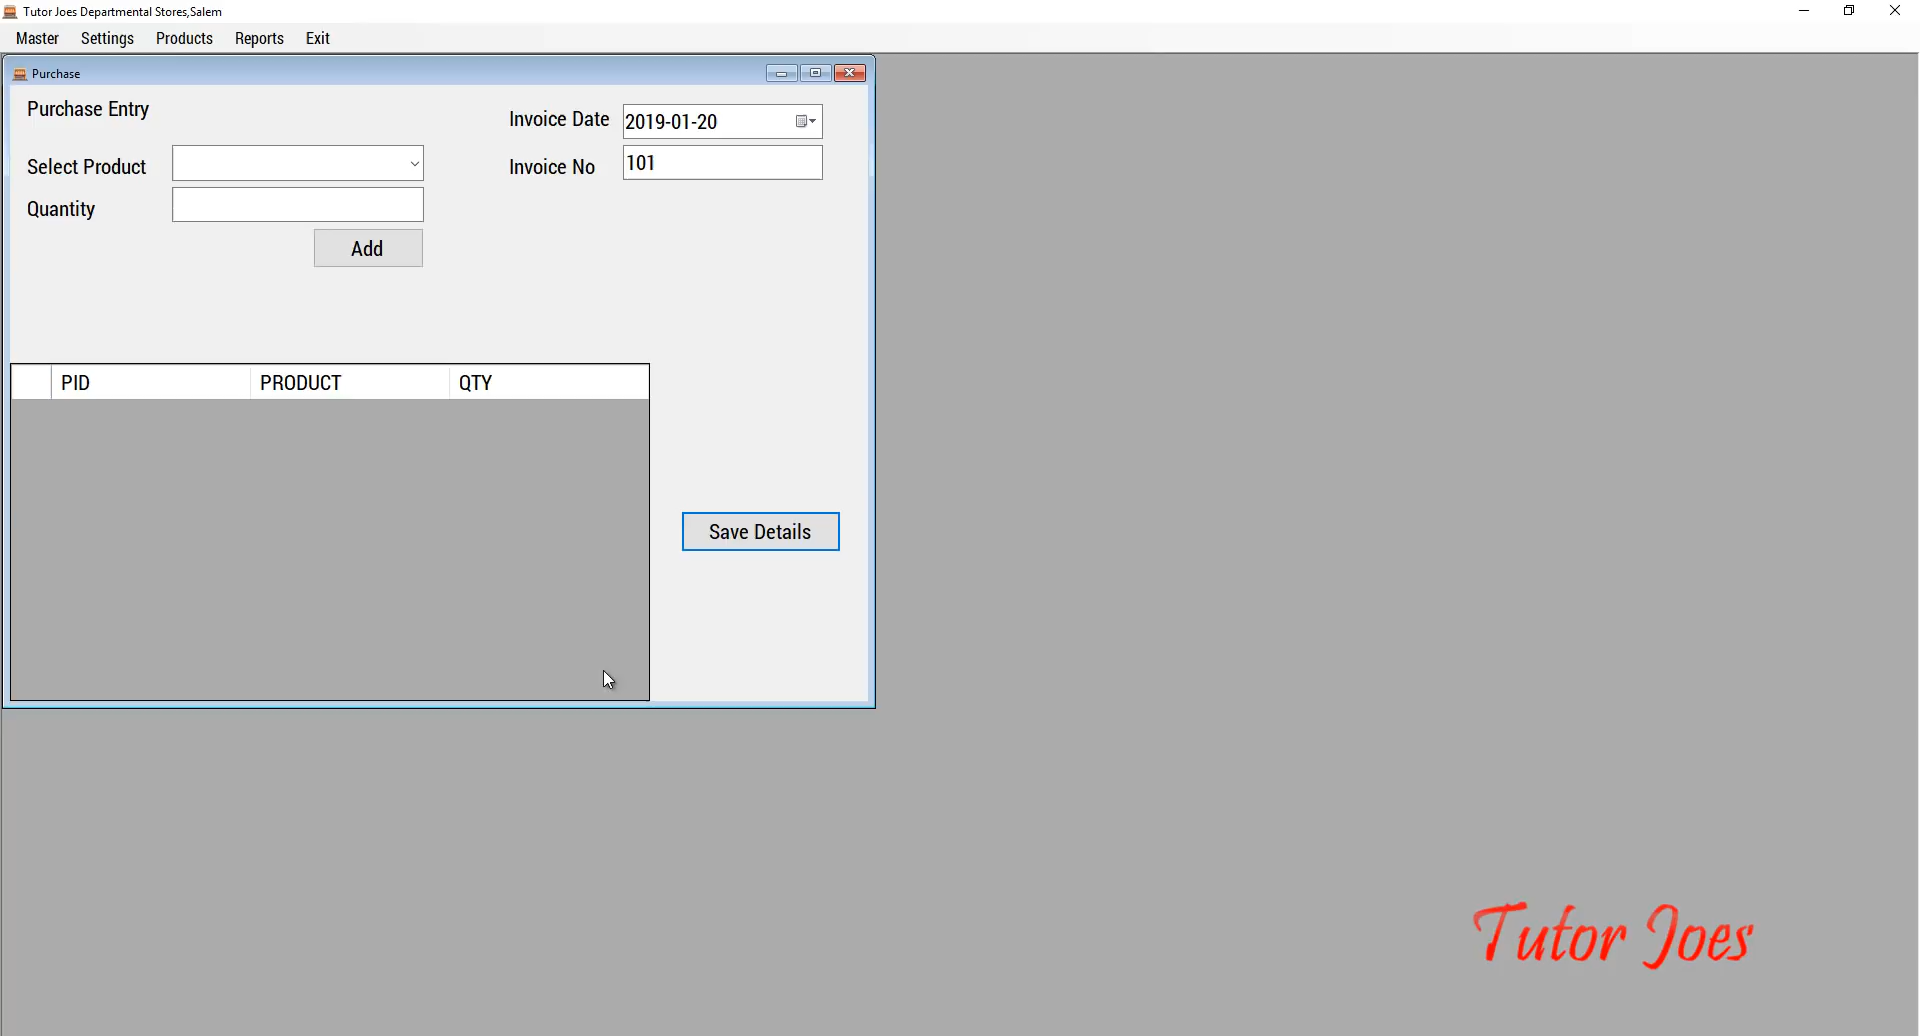 Tutor Joes Departmental Stores,Salem
Master Settings Products Reports Exit
Purchase
Purchase Entry
Invoice Date 2019-01-20
Select Product
Invoice No 101
Quantity
Add
PID PRODUCT QTY
Save Details
Tutor Joes